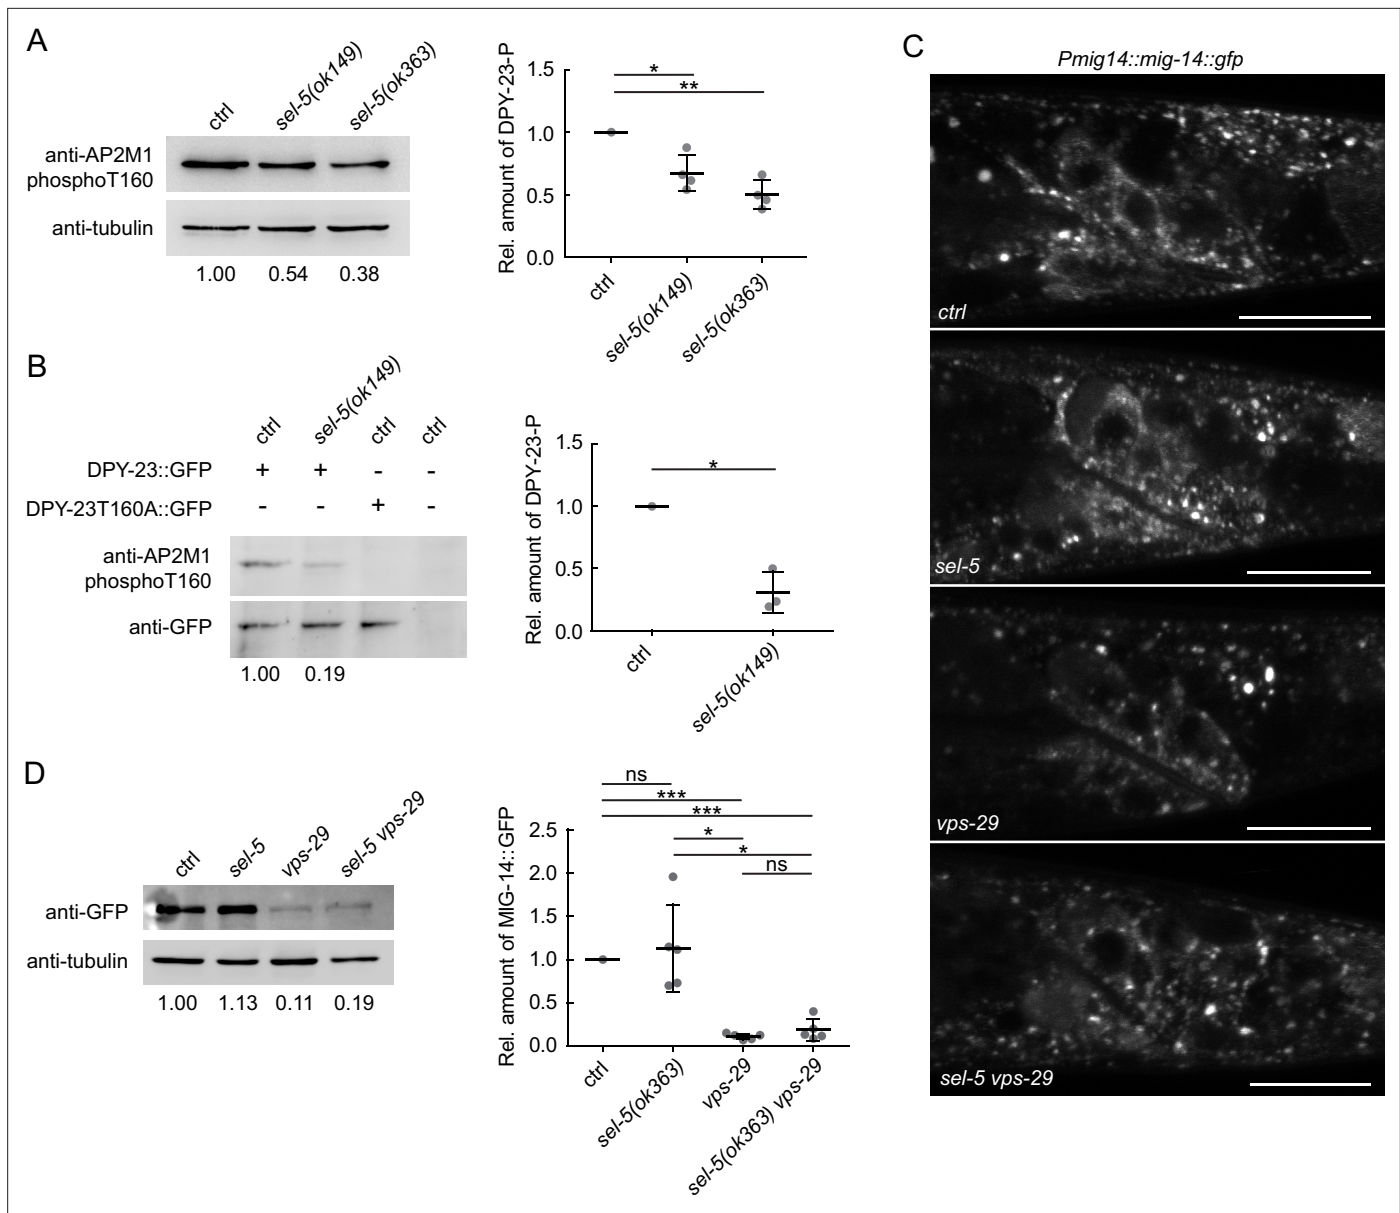 A
ctrl
sel-5(ok149)
sel-5(ok363)
anti-AP2M1
phosphoT160
anti-tubulin
1.00 0.54 0.38
Rel. amount of DPY-23-P
1.5
1.0
0.5
0.0
*
**
ctrl
sel-5(ok149)
sel-5(ok363)
B
ctrl
sel-5(ok149)
ctrl
ctrl
DPY-23::GFP + + - -
DPY-23T160A::GFP - - + -
anti-AP2M1
phosphoT160
anti-GFP
1.00 0.19
Rel. amount of DPY-23-P
1.5
1.0
0.5
0.0
*
ctrl
sel-5(ok149)
C
Pmig14::mig-14::gfp
ctrl
sel-5
vps-29
sel-5 vps-29
D
ctrl
sel-5
vps-29
sel-5 vps-29
anti-GFP
anti-tubulin
1.00 1.13 0.11 0.19
Rel. amount of MIG-14::GFP
2.5
2.0
1.5
1.0
0.5
0.0
ns
***
***
*
*
ns
ctrl
sel-5(ok363)
vps-29
sel-5(ok363) vps-29